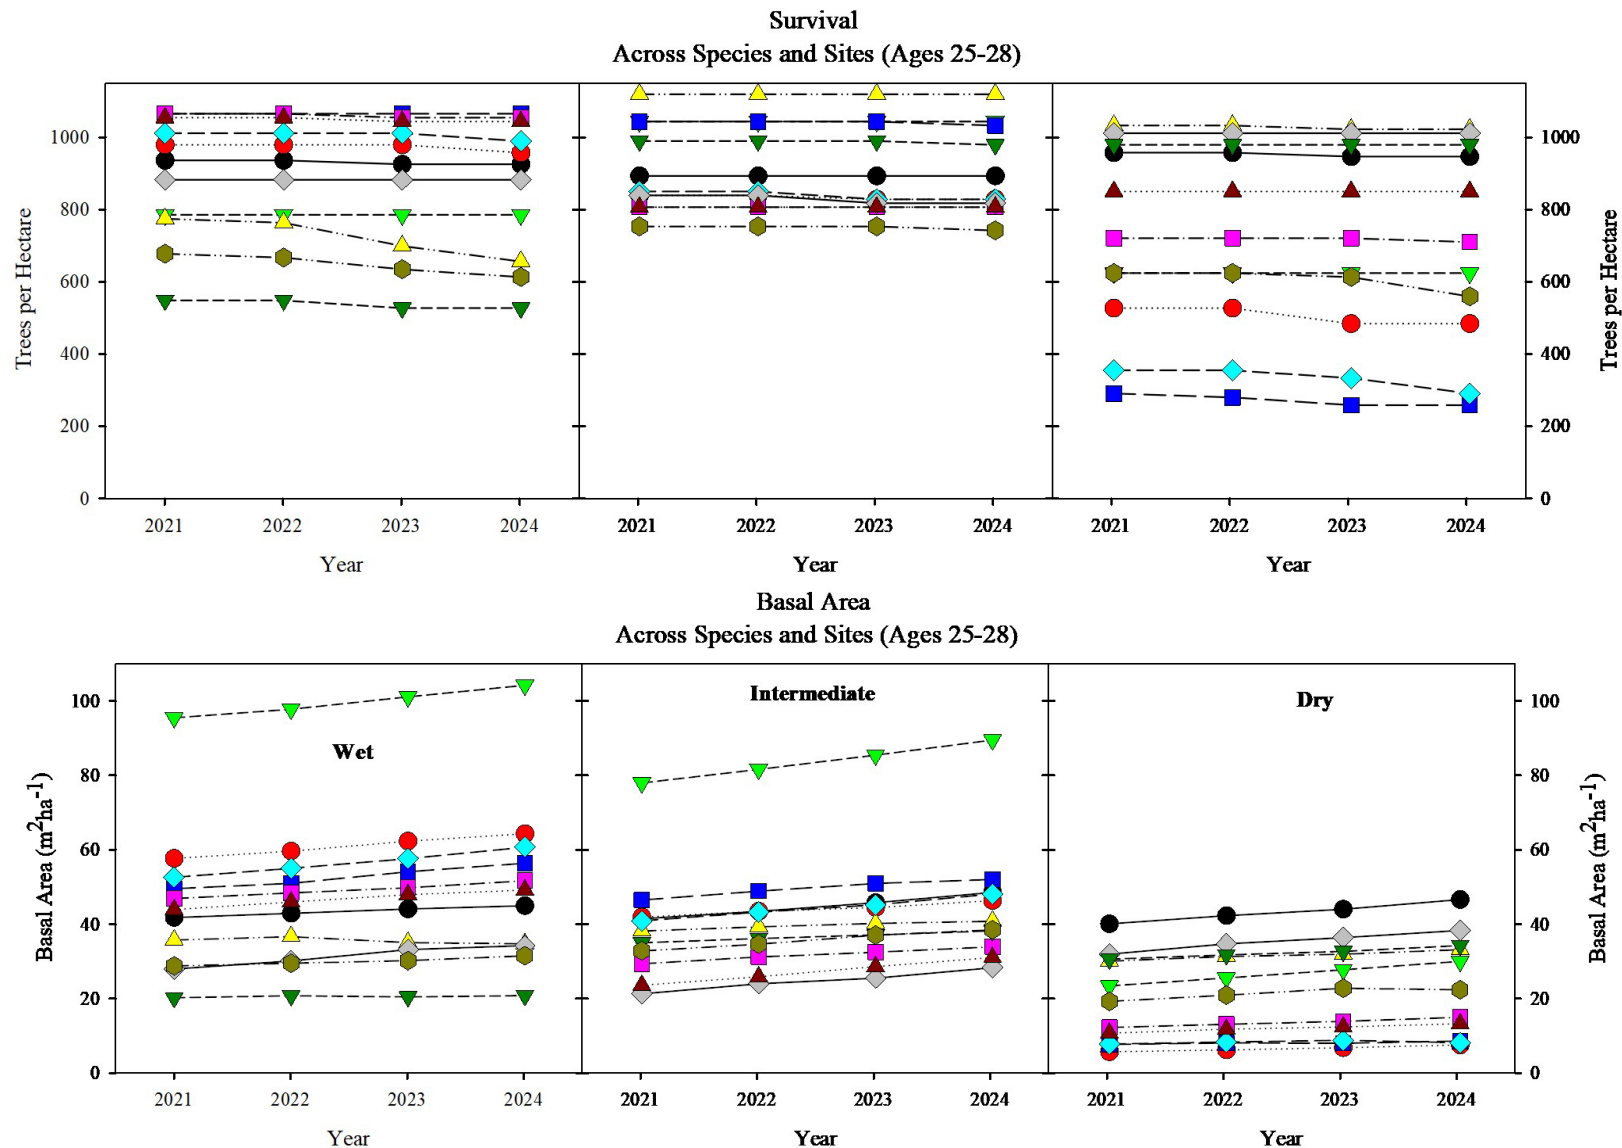 Survival
Across Species and Sites (Ages 25-28)
1000
800
600
400
200
0
Trees per Hectare
1000
800
600
400
200
0
Trees per Hectare
2021 2022 2023 2024
2021 2022 2023 2024
2021 2022 2023 2024
Year
Year
Year
Basal Area
Across Species and Sites (Ages 25-28)
Wet
Intermediate
Dry
100
80
60
40
20
0
Basal Area (m²ha⁻¹)
100
80
60
40
20
0
Basal Area (m²ha⁻¹)
2021 2022 2023 2024
2021 2022 2023 2024
2021 2022 2023 2024
Year
Year
Year